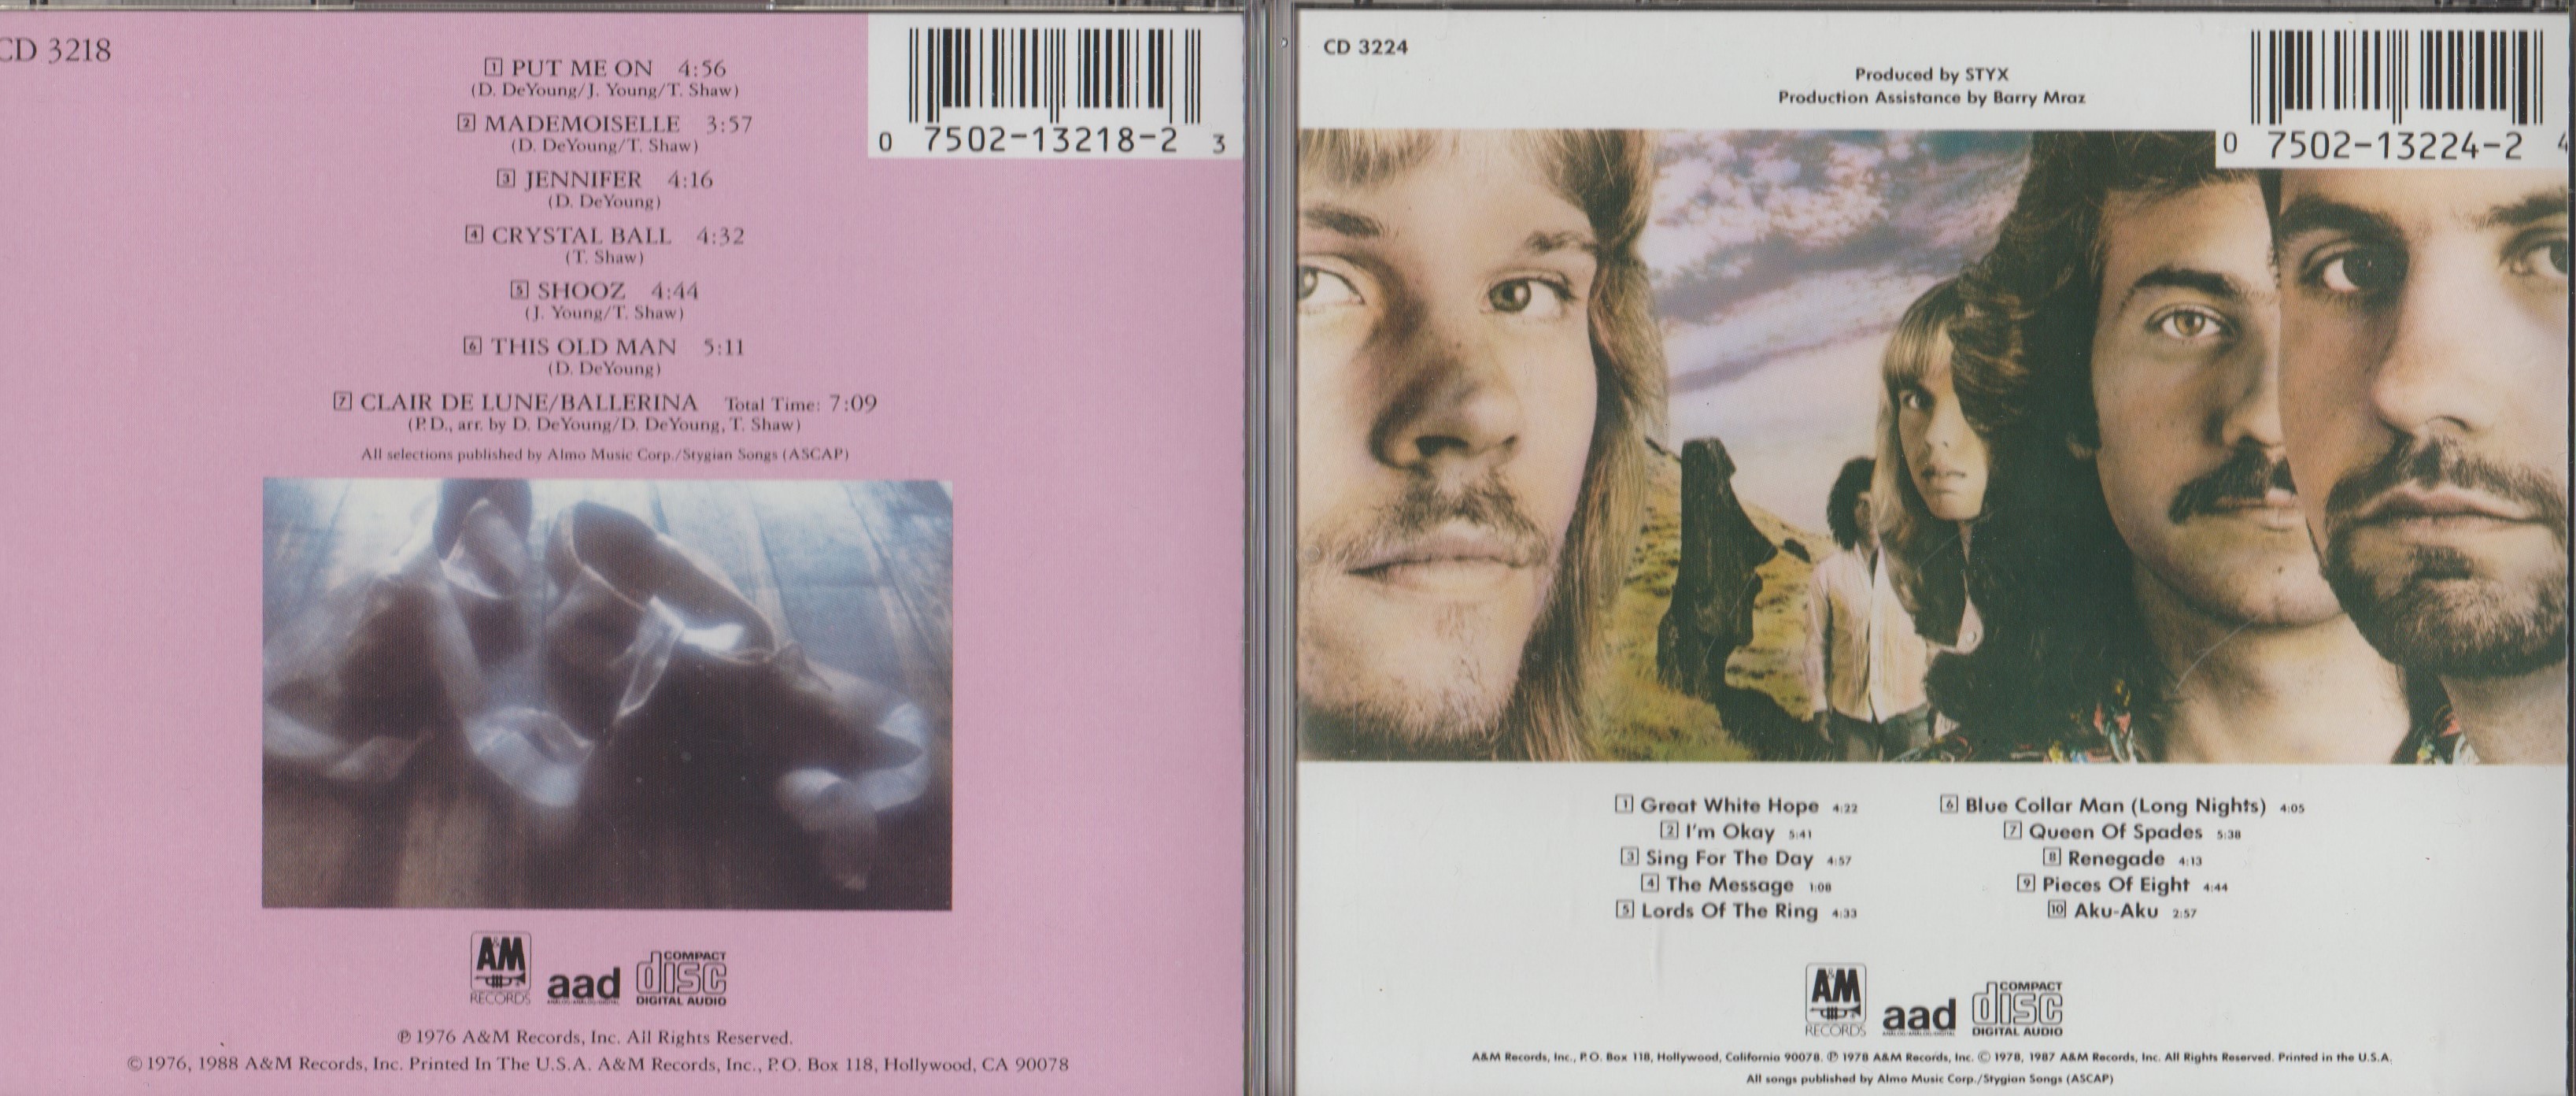 CD 3218
1 PUT ME ON 4:56
(D. DeYoung/J. Young/T. Shaw)
2 MADEMOISELLE 3:57
(D. DeYoung/T. Shaw)
3 JENNIFER 4:16
(D. DeYoung)
4 CRYSTAL BALL 4:32
(T. Shaw)
5 SHOOZ 4:44
(J. Young/T. Shaw)
6 THIS OLD MAN 5:11
(D. DeYoung)
7 CLAIR DE LUNE/BALLERINA Total Time: 7:09
(P.D., arr. by D. DeYoung/D. DeYoung, T. Shaw)
All selections published by Almo Music Corp./Stygian Songs (ASCAP)
0 7502-13218-2 3
A&M
RECORDS
aad
COMPACT
disc
DIGITAL AUDIO
℗ 1976 A&M Records, Inc. All Rights Reserved.
© 1976, 1988 A&M Records, Inc. Printed In The U.S.A. A&M Records, Inc., P.O. Box 118, Hollywood, CA 90078
CD 3224
Produced by STYX
Production Assistance by Barry Mraz
0 7502-13224-2 4
1 Great White Hope 4:22
2 I'm Okay 5:41
3 Sing For The Day 4:57
4 The Message 1:08
5 Lords Of The Ring 4:33
6 Blue Collar Man (Long Nights) 4:05
7 Queen Of Spades 5:38
8 Renegade 4:13
9 Pieces Of Eight 4:44
10 Aku-Aku 2:57
A&M
RECORDS
aad
COMPACT
disc
DIGITAL AUDIO
A&M Records, Inc., P.O. Box 118, Hollywood, California 90078. ℗ 1978 A&M Records, Inc. © 1978, 1987 A&M Records, Inc. All Rights Reserved. Printed in the U.S.A.
All songs published by Almo Music Corp./Stygian Songs (ASCAP)